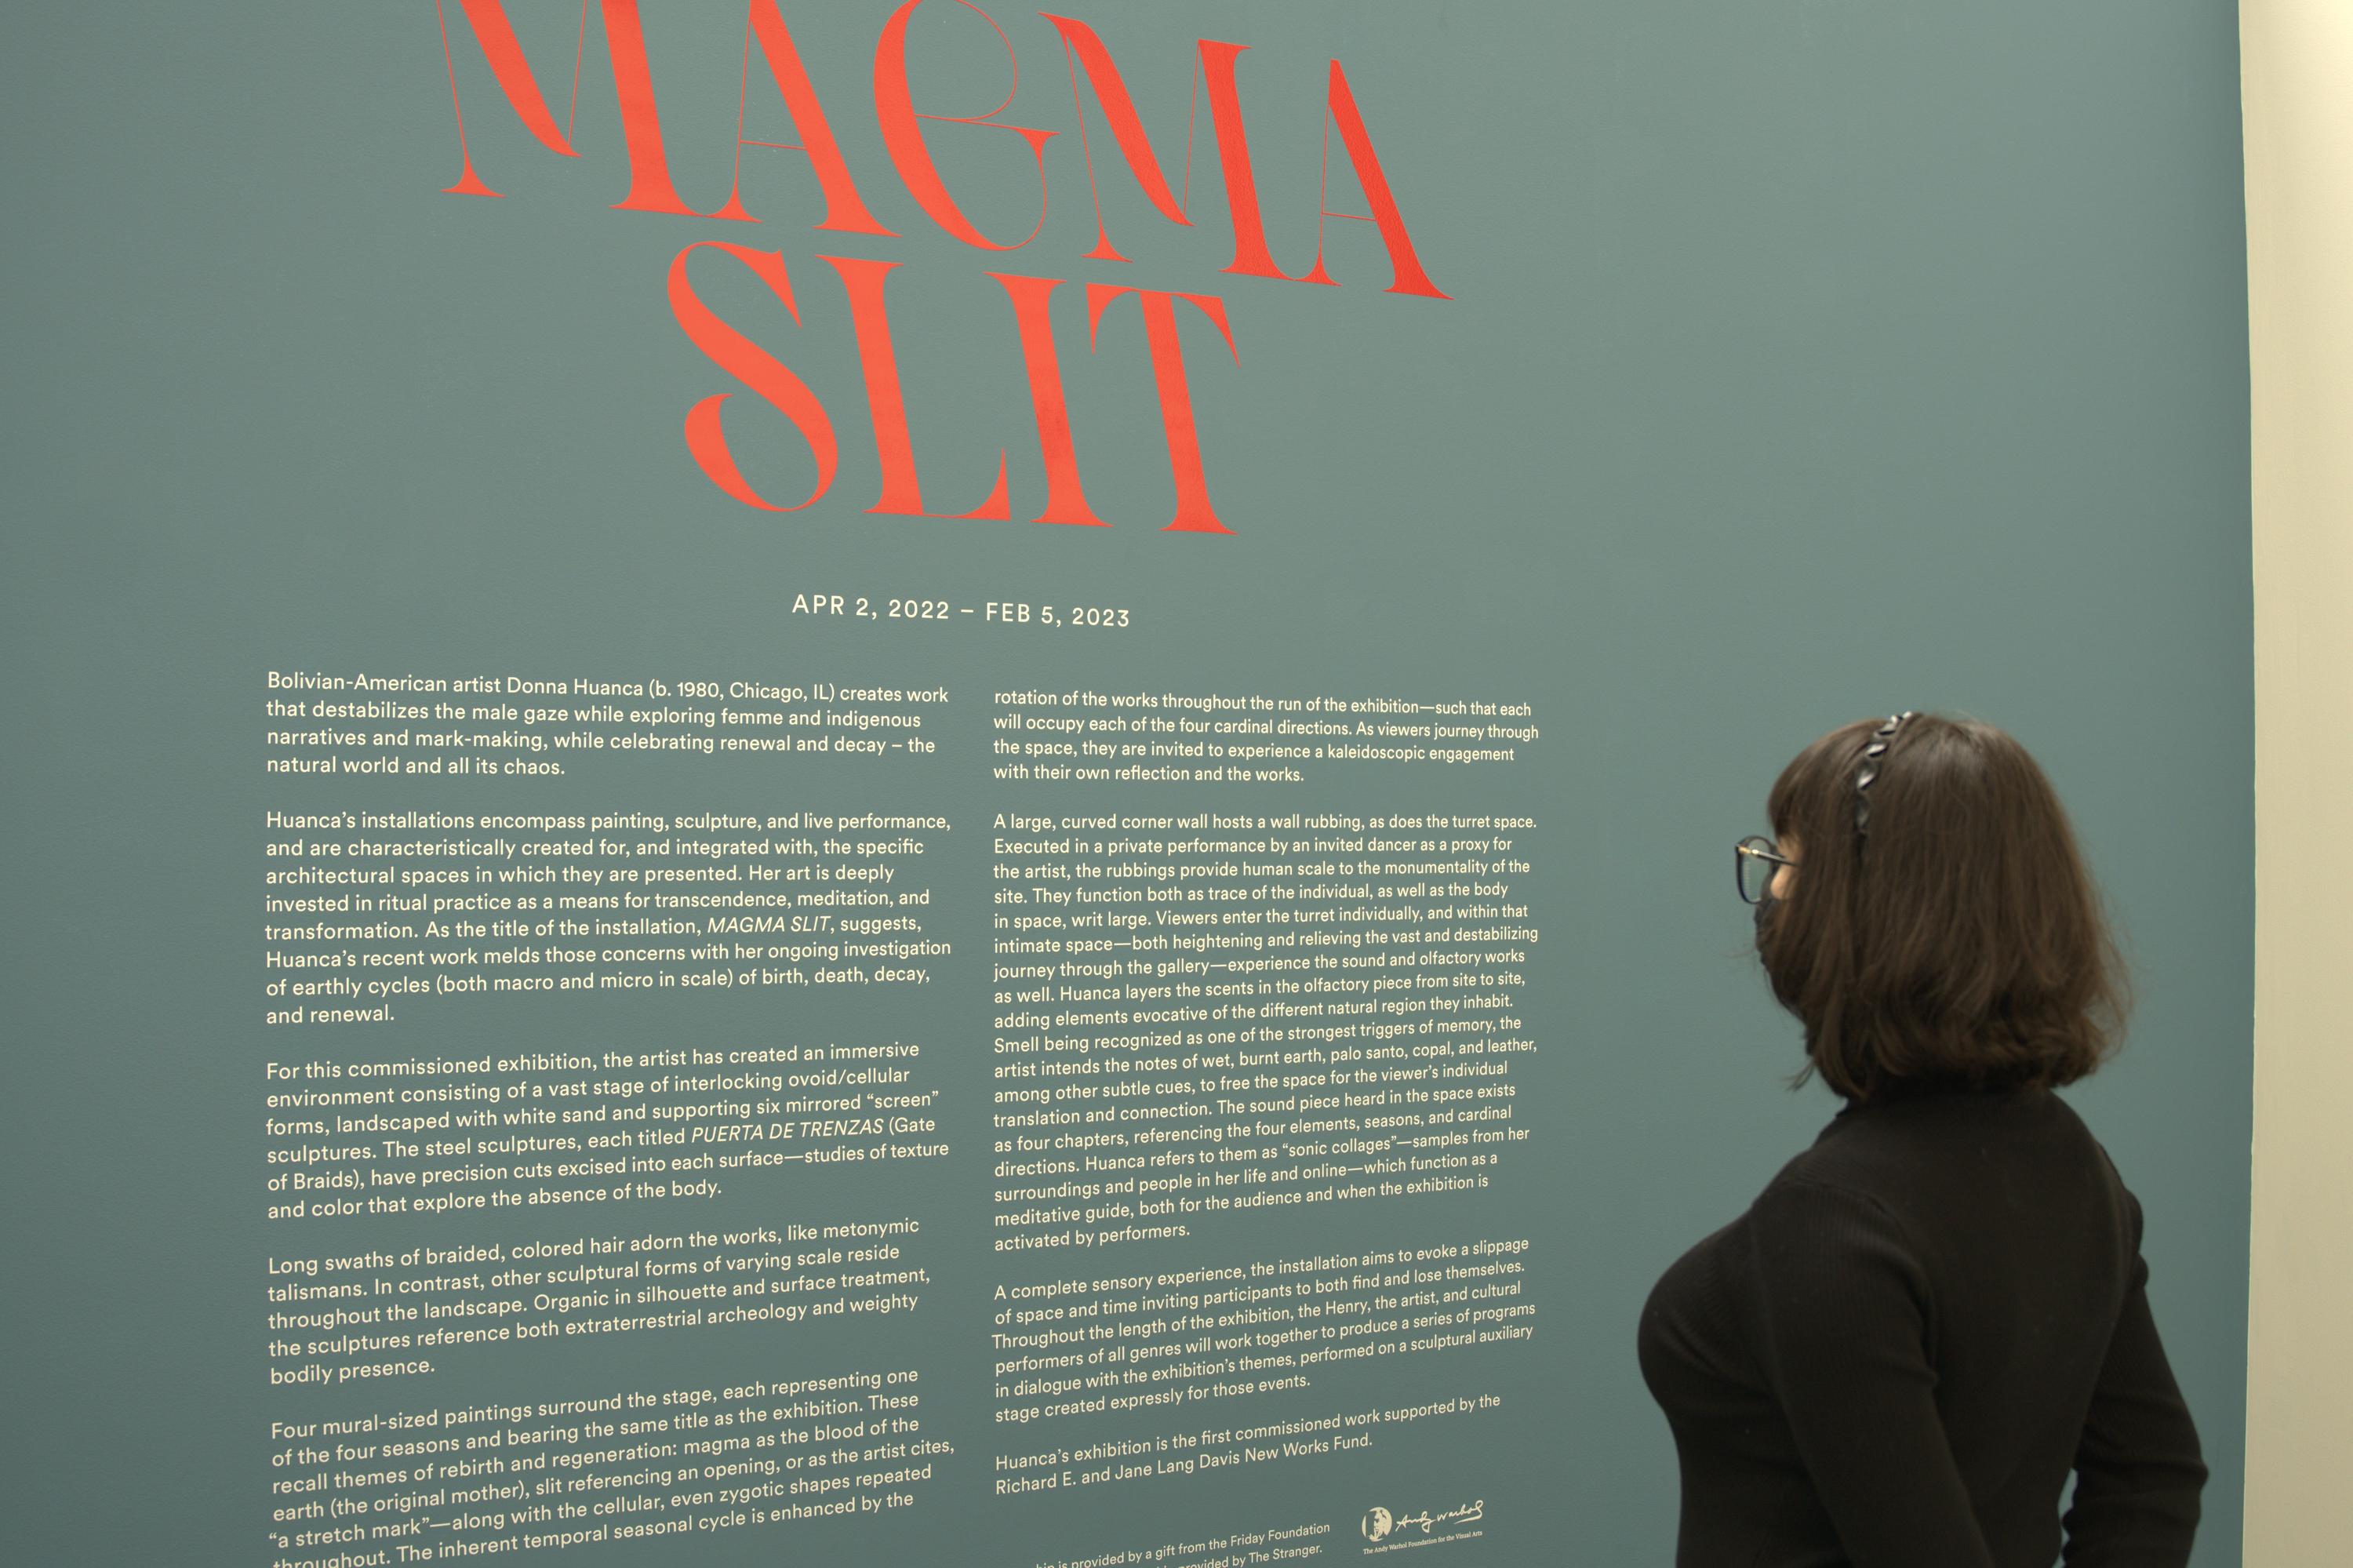 MAGMA
SLIT
APR 2, 2022 – FEB 5, 2023
Bolivian-American artist Donna Huanca (b. 1980, Chicago, IL) creates work
that destabilizes the male gaze while exploring femme and indigenous
narratives and mark-making, while celebrating renewal and decay – the
natural world and all its chaos.
Huanca’s installations encompass painting, sculpture, and live performance,
and are characteristically created for, and integrated with, the specific
architectural spaces in which they are presented. Her art is deeply
invested in ritual practice as a means for transcendence, meditation, and
transformation. As the title of the installation, MAGMA SLIT, suggests,
Huanca’s recent work melds those concerns with her ongoing investigation
of earthly cycles (both macro and micro in scale) of birth, death, decay,
and renewal.
For this commissioned exhibition, the artist has created an immersive
environment consisting of a vast stage of interlocking ovoid/cellular
forms, landscaped with white sand and supporting six mirrored “screen”
sculptures. The steel sculptures, each titled PUERTA DE TRENZAS (Gate
of Braids), have precision cuts excised into each surface—studies of texture
and color that explore the absence of the body.
Long swaths of braided, colored hair adorn the works, like metonymic
talismans. In contrast, other sculptural forms of varying scale reside
throughout the landscape. Organic in silhouette and surface treatment,
the sculptures reference both extraterrestrial archeology and weighty
bodily presence.
Four mural-sized paintings surround the stage, each representing one
of the four seasons and bearing the same title as the exhibition. These
recall themes of rebirth and regeneration: magma as the blood of the
earth (the original mother), slit referencing an opening, or as the artist cites,
“a stretch mark”—along with the cellular, even zygotic shapes repeated
throughout. The inherent temporal seasonal cycle is enhanced by the
rotation of the works throughout the run of the exhibition—such that each
will occupy each of the four cardinal directions. As viewers journey through
the space, they are invited to experience a kaleidoscopic engagement
with their own reflection and the works.
A large, curved corner wall hosts a wall rubbing, as does the turret space.
Executed in a private performance by an invited dancer as a proxy for
the artist, the rubbings provide human scale to the monumentality of the
site. They function both as trace of the individual, as well as the body
in space, writ large. Viewers enter the turret individually, and within that
intimate space—both heightening and relieving the vast and destabilizing
journey through the gallery—experience the sound and olfactory works
as well. Huanca layers the scents in the olfactory piece from site to site,
adding elements evocative of the different natural region they inhabit.
Smell being recognized as one of the strongest triggers of memory, the
artist intends the notes of wet, burnt earth, palo santo, copal, and leather,
among other subtle cues, to free the space for the viewer’s individual
translation and connection. The sound piece heard in the space exists
as four chapters, referencing the four elements, seasons, and cardinal
directions. Huanca refers to them as “sonic collages”—samples from her
surroundings and people in her life and online—which function as a
meditative guide, both for the audience and when the exhibition is
activated by performers.
A complete sensory experience, the installation aims to evoke a slippage
of space and time inviting participants to both find and lose themselves.
Throughout the length of the exhibition, the Henry, the artist, and cultural
performers of all genres will work together to produce a series of programs
in dialogue with the exhibition’s themes, performed on a sculptural auxiliary
stage created expressly for those events.
Huanca’s exhibition is the first commissioned work supported by the
Richard E. and Jane Lang Davis New Works Fund.
is provided by a gift from the Friday Foundation
provided by The Stranger.
Andy Warhol
The Andy Warhol Foundation for the Visual Arts